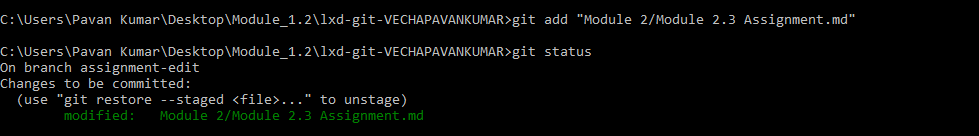 C:\Users\Pavan Kumar\Desktop\Module_1.2\lxd-git-VECHAPAVANKUMAR>git add "Module 2/Module 2.3 Assignment.md"
C:\Users\Pavan Kumar\Desktop\Module_1.2\lxd-git-VECHAPAVANKUMAR>git status
On branch assignment-edit
Changes to be committed:
  (use "git restore --staged <file>..." to unstage)
        modified:   Module 2/Module 2.3 Assignment.md